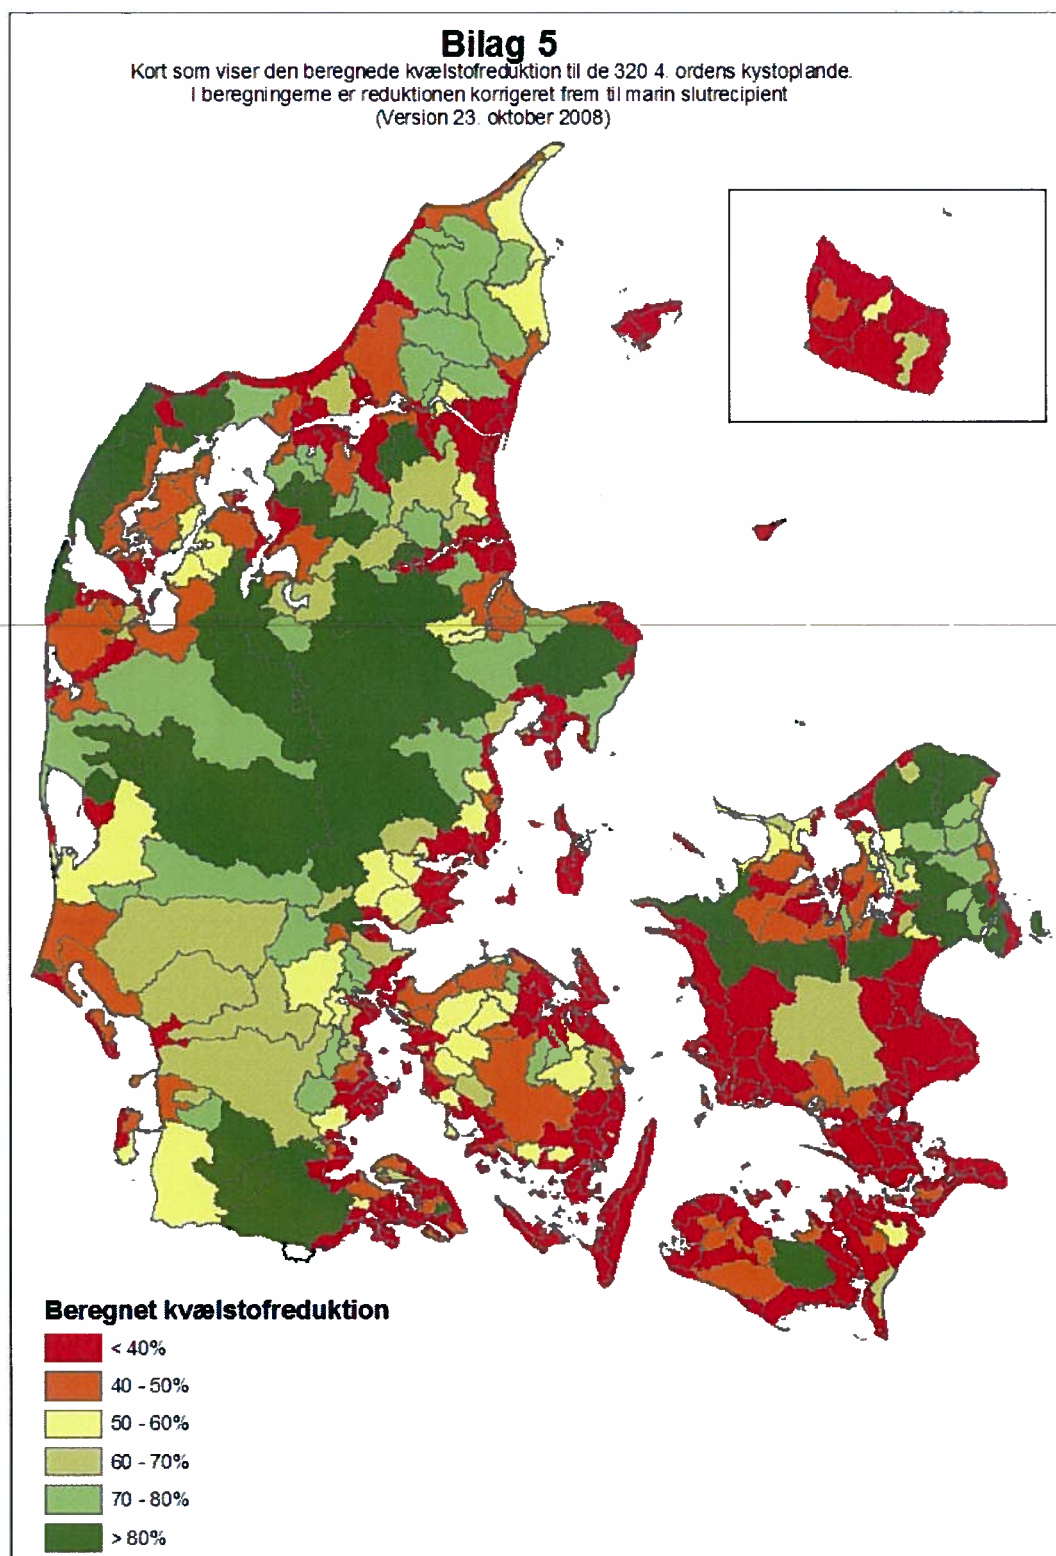 Bilag 5
Kort som viser den beregnede kvælstofreduktion til de 320 4. ordens kystoplande.
I beregningerne er reduktionen korrigeret frem til marin slutrecipient
(Version 23. oktober 2008)
Beregnet kvælstofreduktion
< 40%
40 - 50%
50 - 60%
60 - 70%
70 - 80%
> 80%